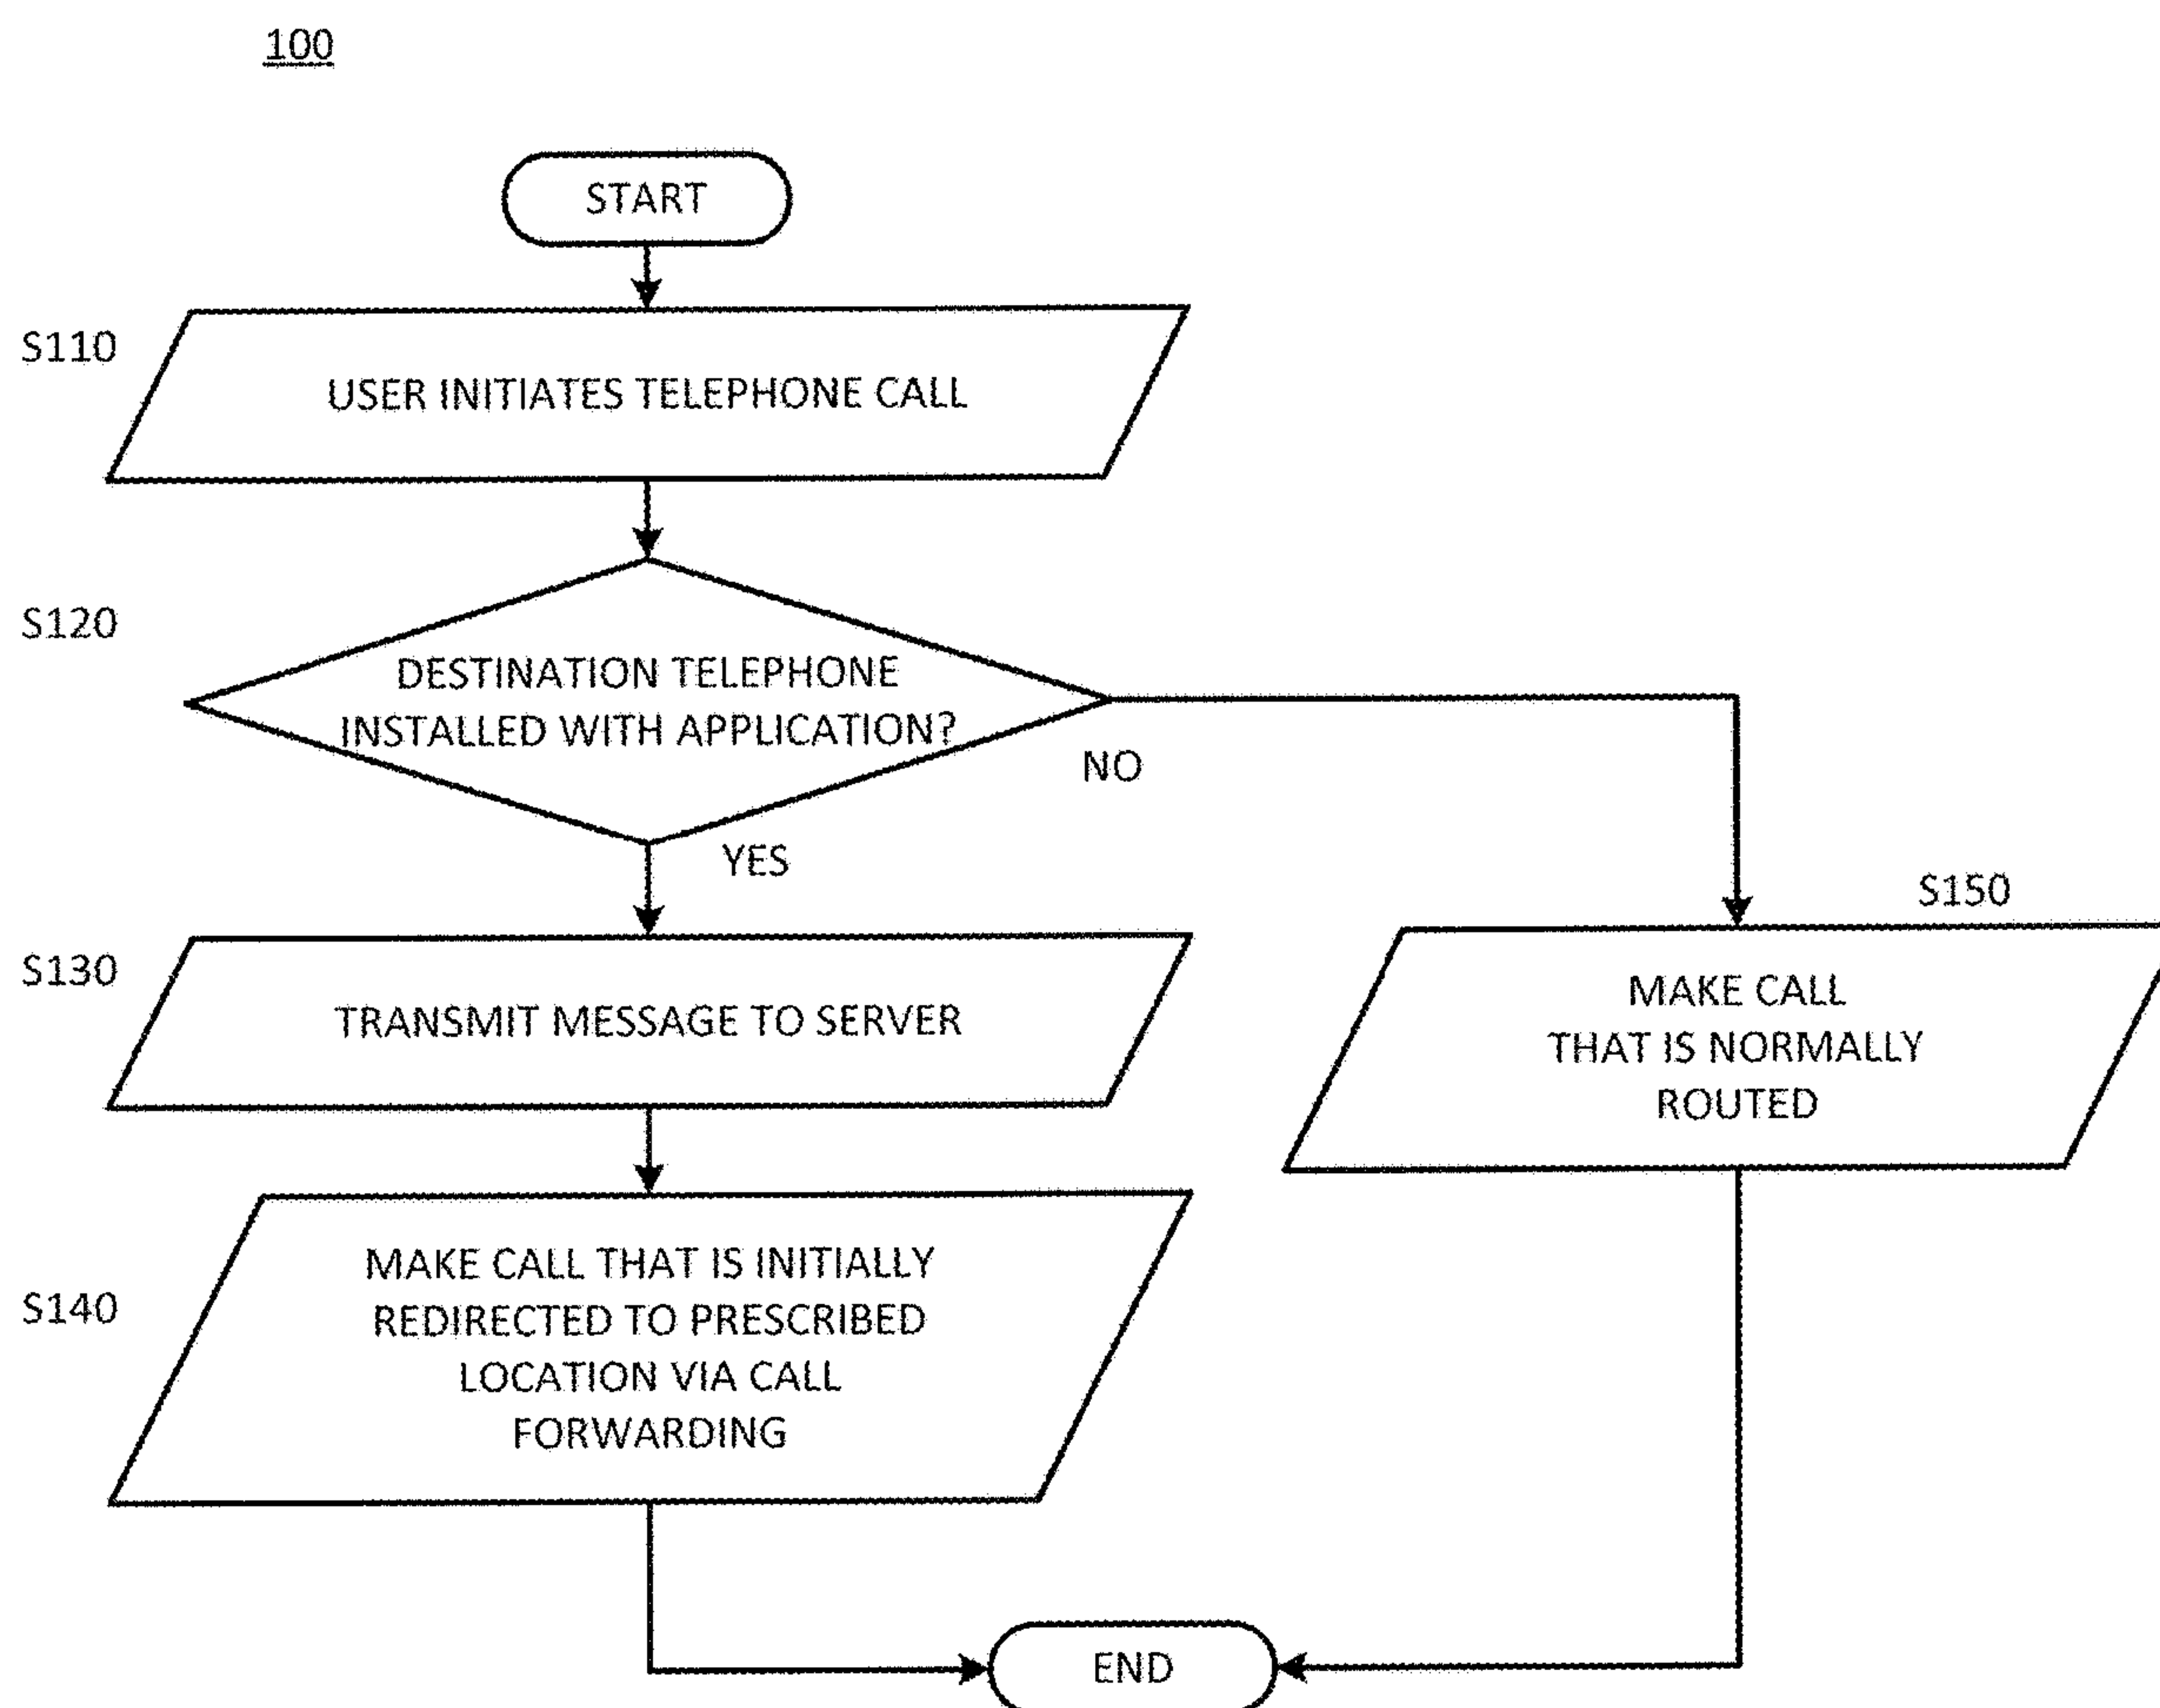 100
START
S110
USER INITIATES TELEPHONE CALL
S120
DESTINATION TELEPHONE
INSTALLED WITH APPLICATION?
NO
YES
S130
TRANSMIT MESSAGE TO SERVER
S150
MAKE CALL
THAT IS NORMALLY
ROUTED
S140
MAKE CALL THAT IS INITIALLY
REDIRECTED TO PRESCRIBED
LOCATION VIA CALL
FORWARDING
END